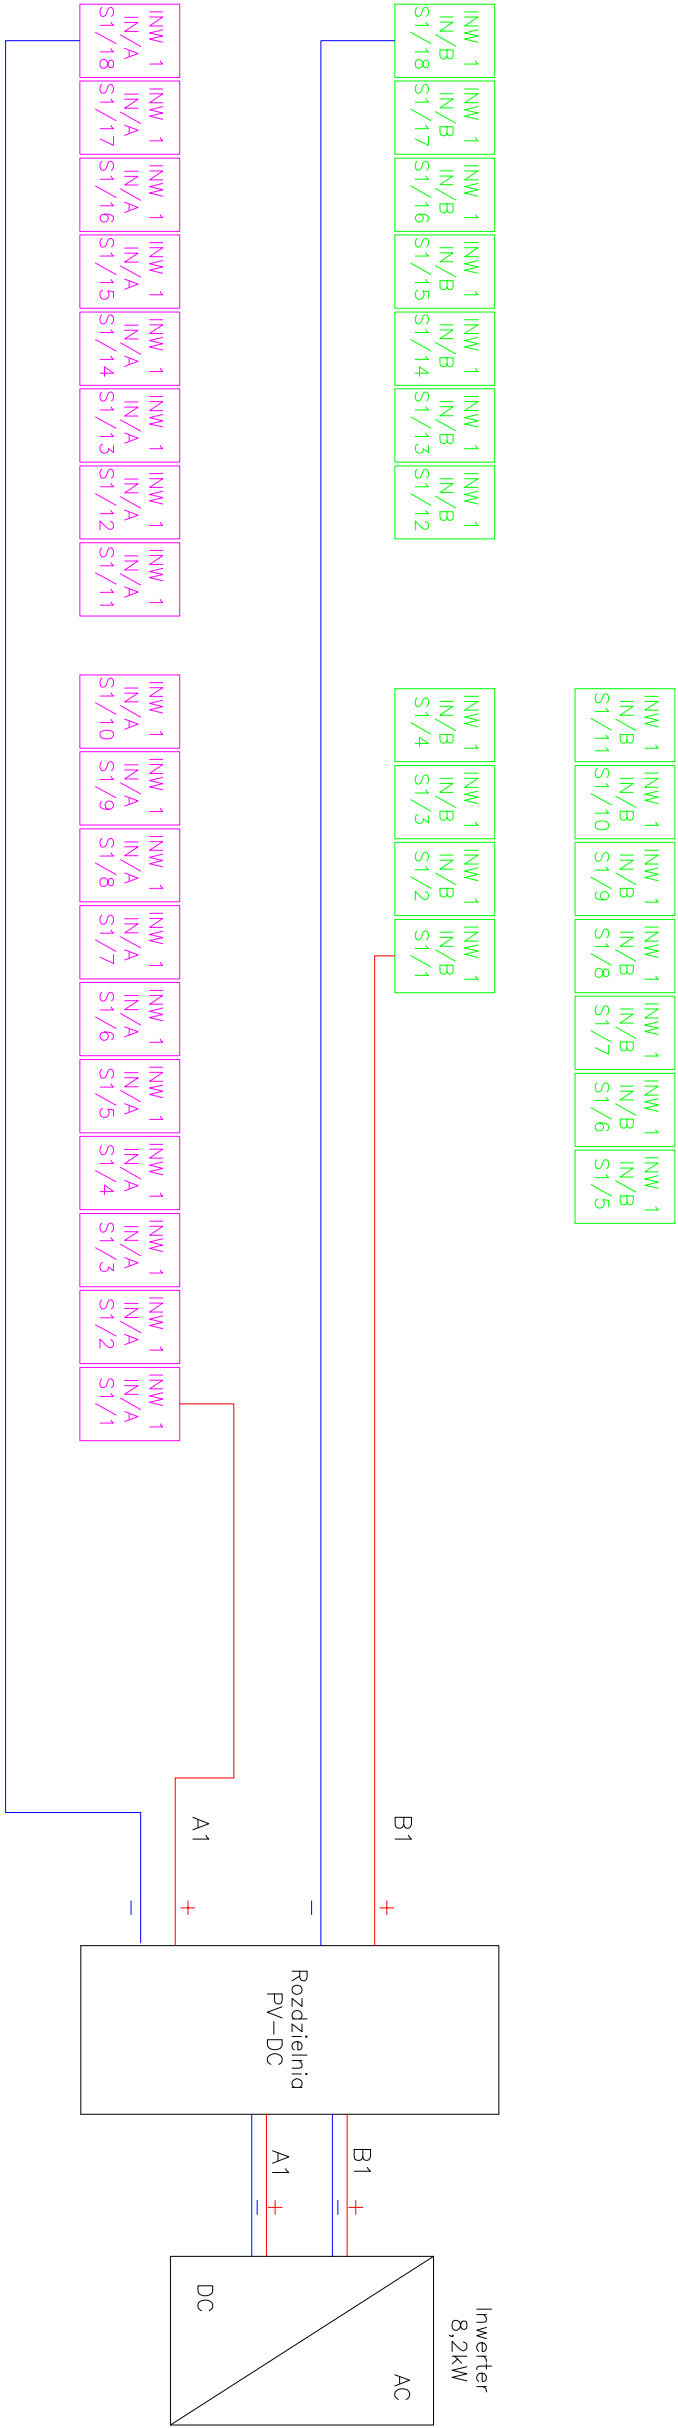 INW 1
IN/A
S1/18
INW 1
IN/A
S1/17
INW 1
IN/A
S1/16
INW 1
IN/A
S1/15
INW 1
IN/A
S1/14
INW 1
IN/A
S1/13
INW 1
IN/A
S1/12
INW 1
IN/A
S1/11
INW 1
IN/A
S1/10
INW 1
IN/A
S1/9
INW 1
IN/A
S1/8
INW 1
IN/A
S1/7
INW 1
IN/A
S1/6
INW 1
IN/A
S1/5
INW 1
IN/A
S1/4
INW 1
IN/A
S1/3
INW 1
IN/A
S1/2
INW 1
IN/A
S1/1
INW 1
IN/B
S1/18
INW 1
IN/B
S1/17
INW 1
IN/B
S1/16
INW 1
IN/B
S1/15
INW 1
IN/B
S1/14
INW 1
IN/B
S1/13
INW 1
IN/B
S1/12
INW 1
IN/B
S1/4
INW 1
IN/B
S1/3
INW 1
IN/B
S1/2
INW 1
IN/B
S1/1
INW 1
IN/B
S1/11
INW 1
IN/B
S1/10
INW 1
IN/B
S1/9
INW 1
IN/B
S1/8
INW 1
IN/B
S1/7
INW 1
IN/B
S1/6
INW 1
IN/B
S1/5
B1
+
−
A1
+
−
Rozdzielnia
PV−DC
B1
+
−
A1
+
−
Inwerter
8,2kW
AC
DC